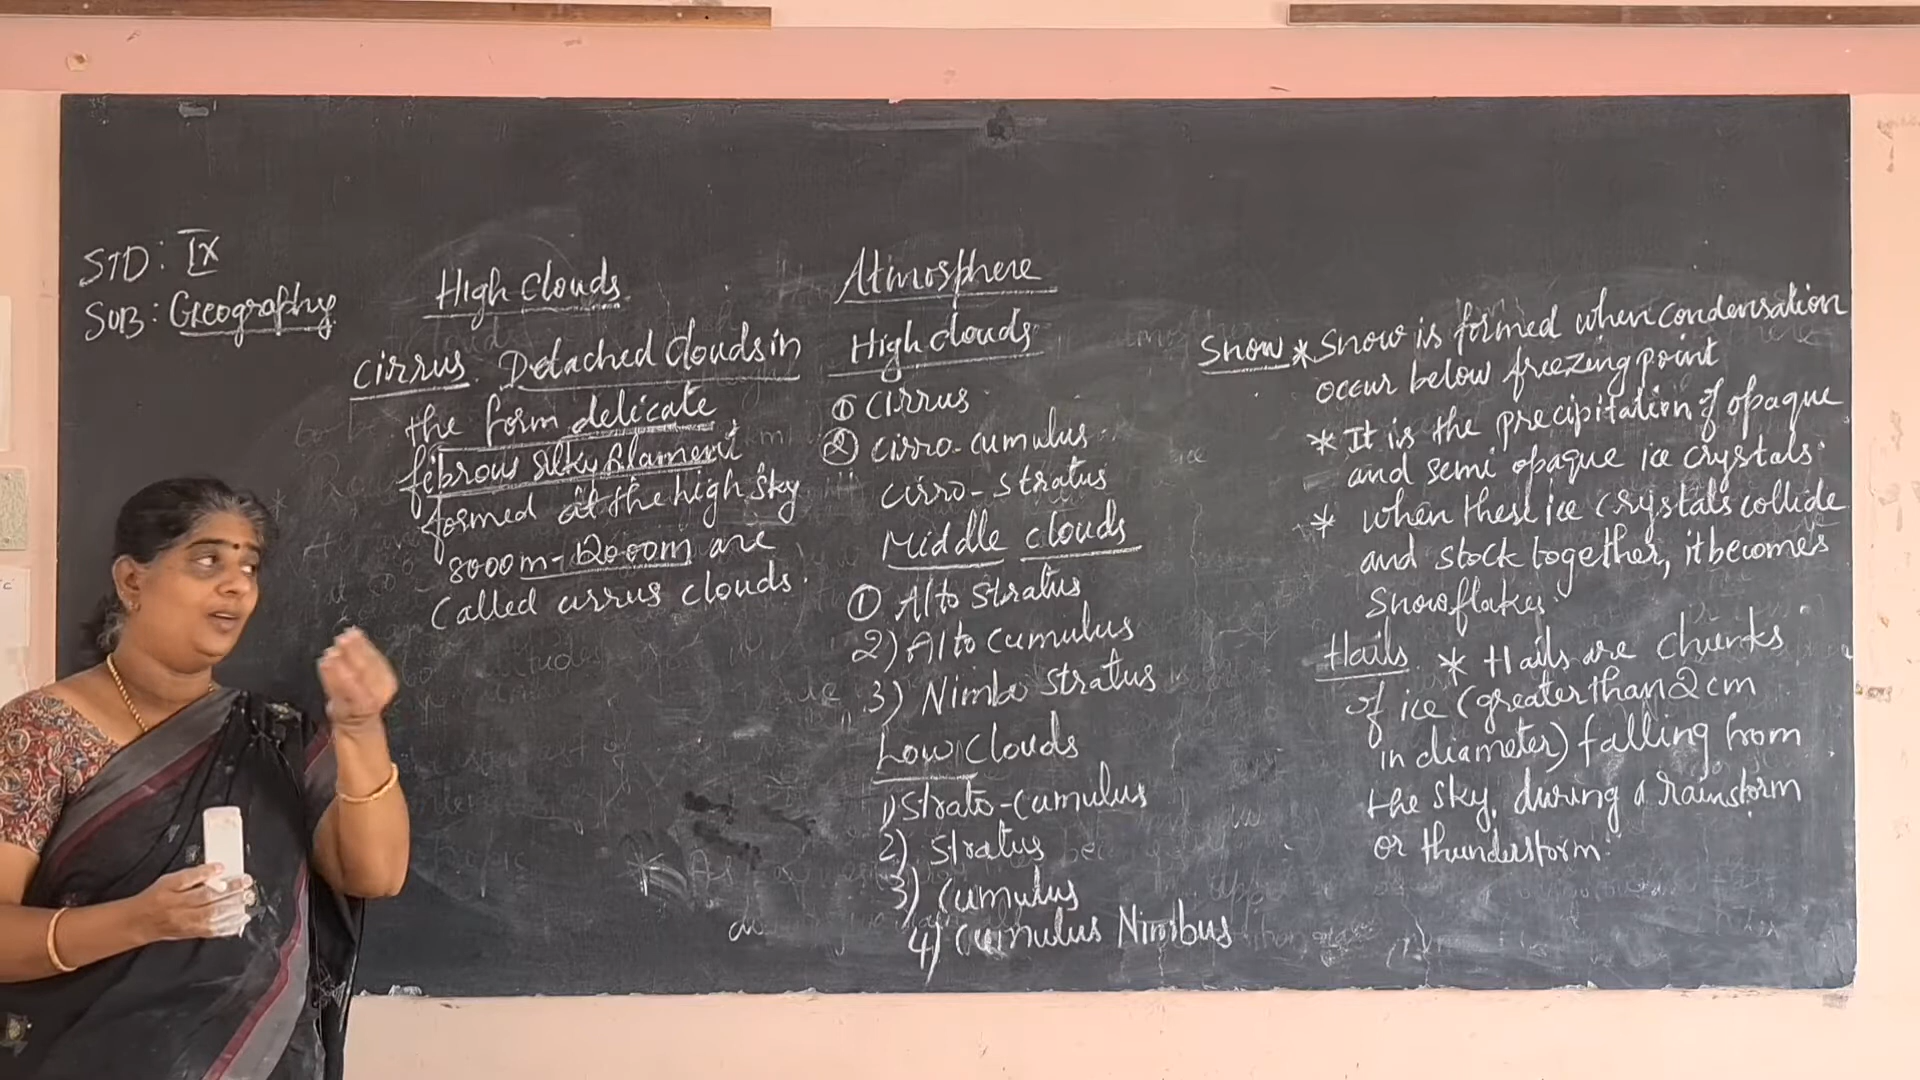 STD: IX
SUB: Geography
High Clouds
Cirrus. Detached Clouds in
the form delicate
febrous silky filament
formed at the high sky
8000m-12000m are
Called cirrus clouds.
Atmosphere
High clouds
① Cirrus
② Cirro-cumulus
Cirro-stratus
Middle clouds
① Alto stratus
2) Alto cumulus
3) Nimbo stratus
Low Clouds
1) Strato-cumulus
2) Stratus
3) Cumulus
4) Cumulus Nimbus
Snow * Snow is formed when condensation
occur below freezing point
* It is the precipitation of opaque
and semi opaque ice crystals.
* when these ice crystals collide
and stock together, it becomes
Snowflakes.
Hails. * Hails are chunks
of ice (greater than 2 cm
in diameter) falling from
the sky, during a rainstorm
or thunderstorm.